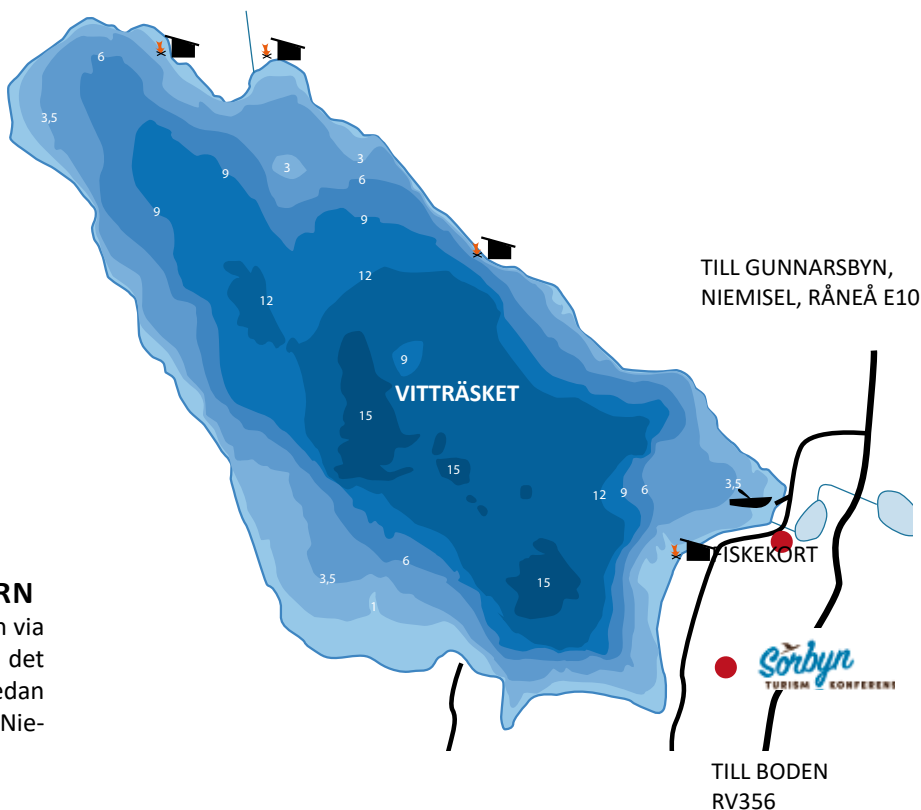 6
3,5
3
3
6
9
9
9
12
12
9
VITTRÄSKET
15
15
12
9
6
3,5
15
6
3,5
1
TILL GUNNARSBYN,
NIEMISEL, RÅNEÅ E10
FISKEKORT
Sörbyn
TURISM & KONFERENS
TILL BODEN
RV356
RN
n via
det
edan
Nie-